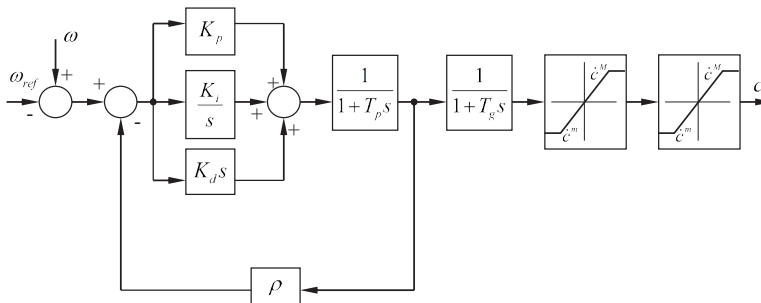 ω
ω_ref
+
-
+
-
K_p
K_i
s
K_d s
+
+
+
1
1+T_p s
1
1+T_g s
ċ^M
ċ^m
ċ^M
ċ^m
c
ρ